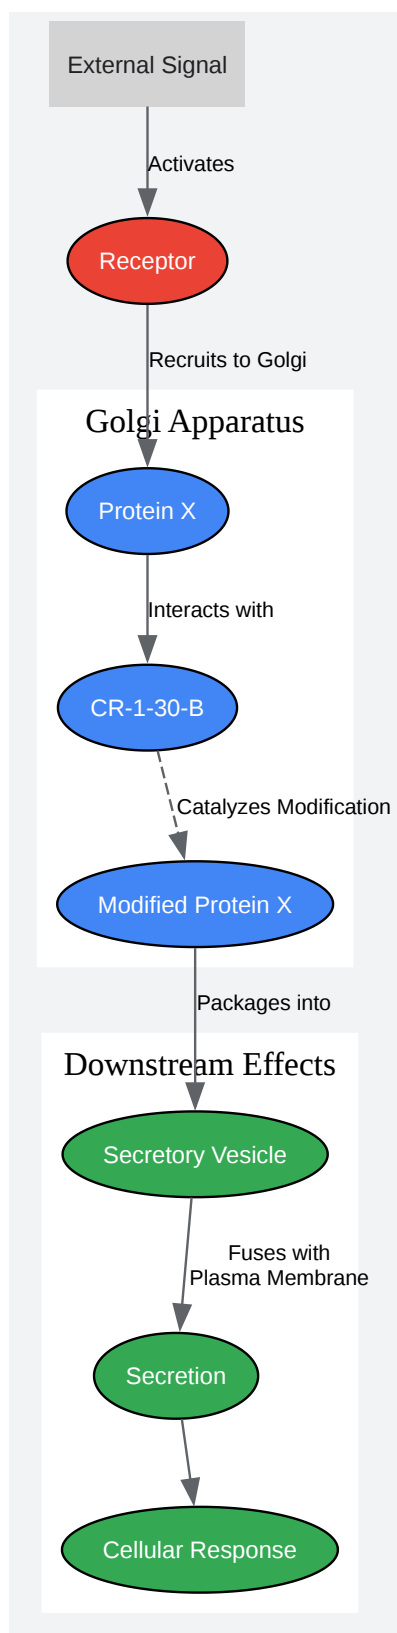 External Signal
Activates
Receptor
Recruits to Golgi
Golgi Apparatus
Protein X
Interacts with
CR-1-30-B
Catalyzes Modification
Modified Protein X
Packages into
Downstream Effects
Secretory Vesicle
Fuses with
Plasma Membrane
Secretion
Cellular Response